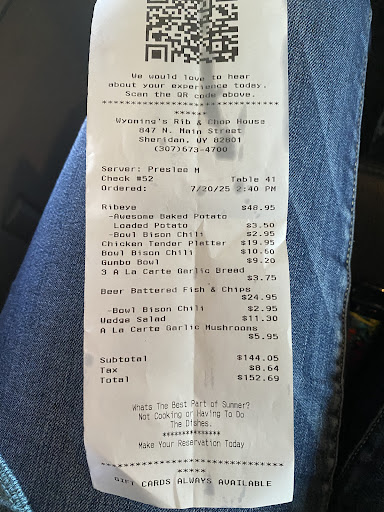 We would love to hear
about your experience today.
Scan the QR code above.
*******************************
******
Wyoming's Rib & Chop House
847 N. Main Street
Sheridan, WY 82801
(307)673-4700
Server: Preslee M
Check #52 Table 41
Ordered: 7/20/25 2:40 PM
Ribeye $48.95
-Awesome Baked Potato
Loaded Potato $3.50
-Bowl Bison Chili $2.95
Chicken Tender Platter $19.95
Bowl Bison Chili $10.60
Gumbo Bowl $9.20
3 A La Carte Garlic Bread
$3.75
Beer Battered Fish & Chips
$24.95
-Bowl Bison Chili $2.95
Wedge Salad $11.30
A La Carte Garlic Mushrooms
$5.95
Subtotal $144.05
Tax $8.64
Total $152.69
Whats The Best Part of Summer?
Not Cooking or Having To Do
The Dishes.
***************
Make Your Reservation Today
*******************************
*****
GIFT CARDS ALWAYS AVAILABLE